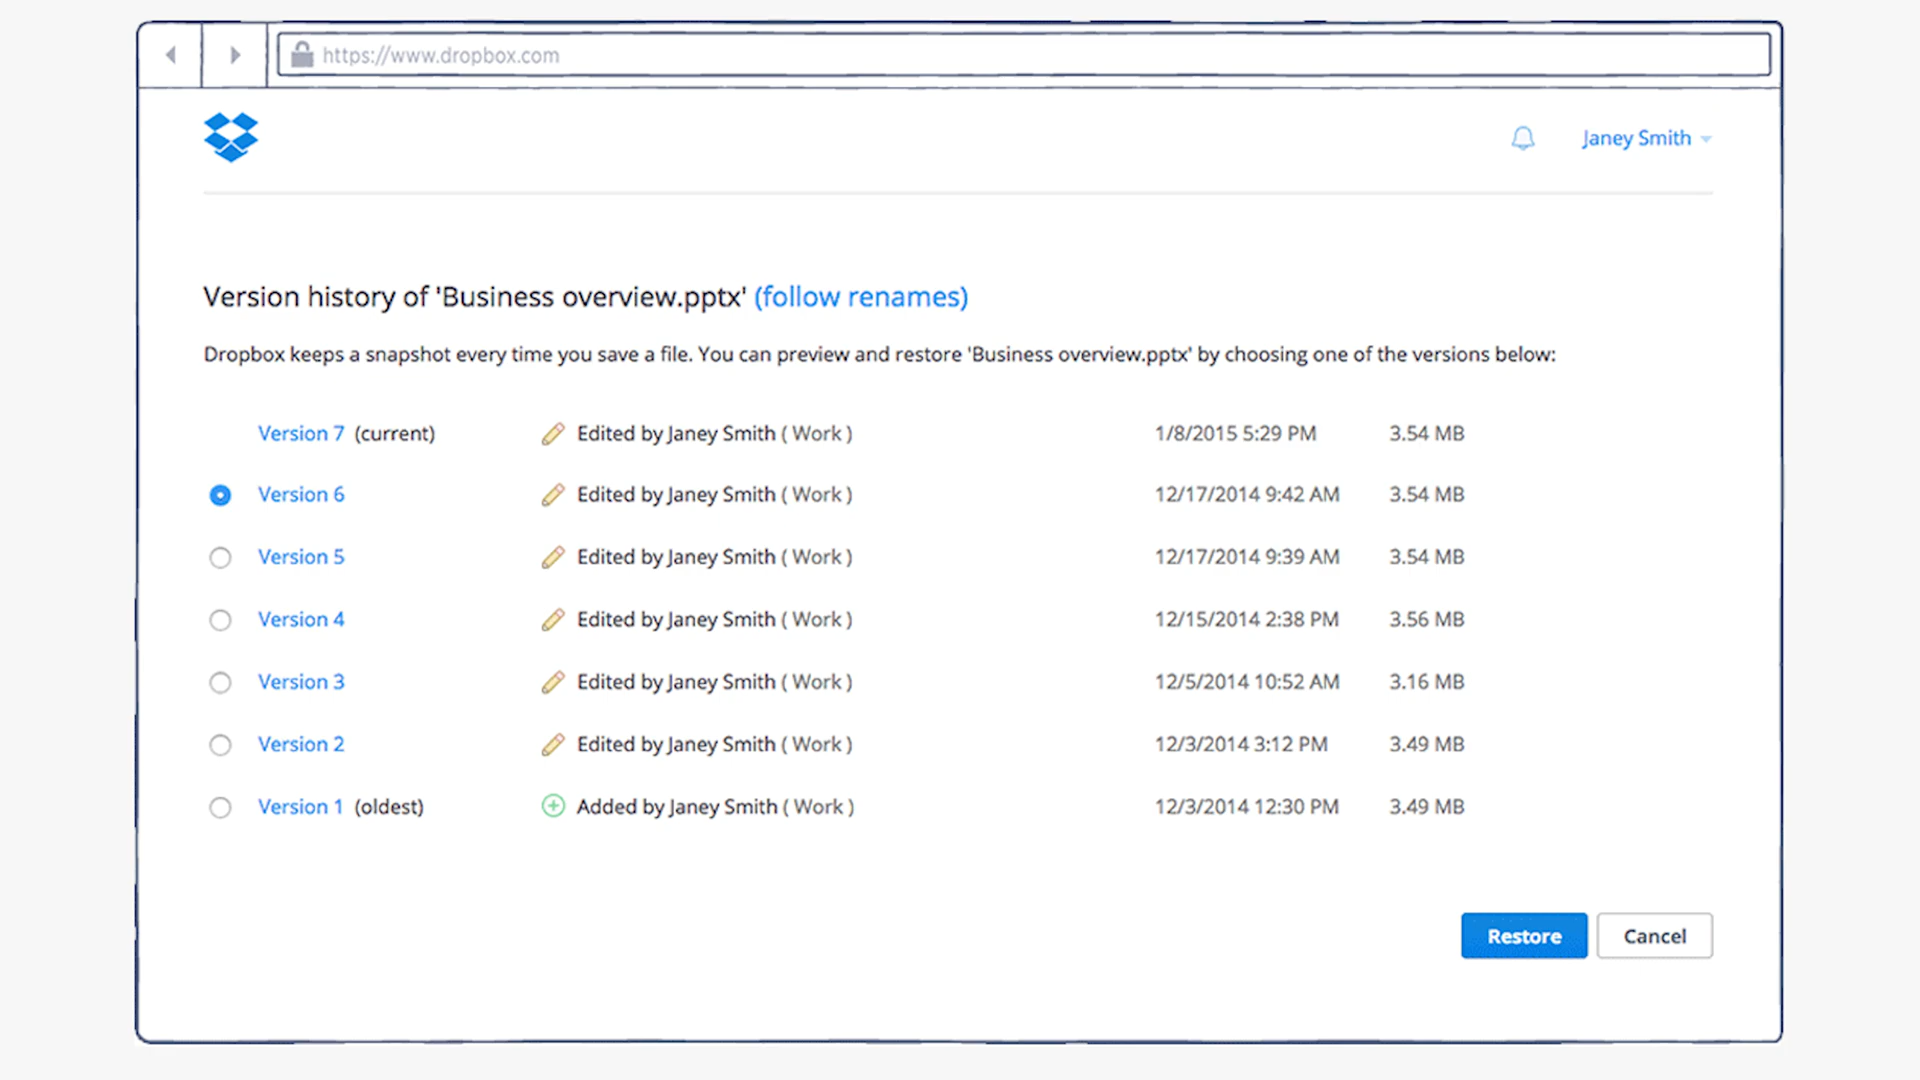 https://www.dropbox.com
Janey Smith
Version history of 'Business overview.pptx' (follow renames)
Dropbox keeps a snapshot every time you save a file. You can preview and restore 'Business overview.pptx' by choosing one of the versions below:
Version 7 (current) Edited by Janey Smith ( Work ) 1/8/2015 5:29 PM 3.54 MB
Version 6 Edited by Janey Smith ( Work ) 12/17/2014 9:42 AM 3.54 MB
Version 5 Edited by Janey Smith ( Work ) 12/17/2014 9:39 AM 3.54 MB
Version 4 Edited by Janey Smith ( Work ) 12/15/2014 2:38 PM 3.56 MB
Version 3 Edited by Janey Smith ( Work ) 12/5/2014 10:52 AM 3.16 MB
Version 2 Edited by Janey Smith ( Work ) 12/3/2014 3:12 PM 3.49 MB
Version 1 (oldest) Added by Janey Smith ( Work ) 12/3/2014 12:30 PM 3.49 MB
Restore Cancel